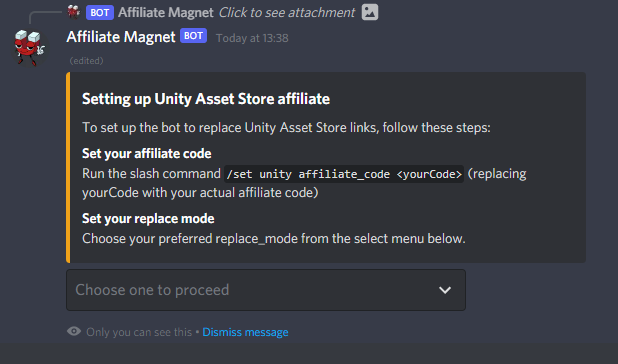 BOT Affiliate Magnet Click to see attachment
Affiliate Magnet BOT Today at 13:38
(edited)
Setting up Unity Asset Store affiliate
To set up the bot to replace Unity Asset Store links, follow these steps:
Set your affiliate code
Run the slash command /set unity affiliate_code <yourCode> (replacing
yourCode with your actual affiliate code)
Set your replace mode
Choose your preferred replace_mode from the select menu below.
Choose one to proceed
Only you can see this • Dismiss message